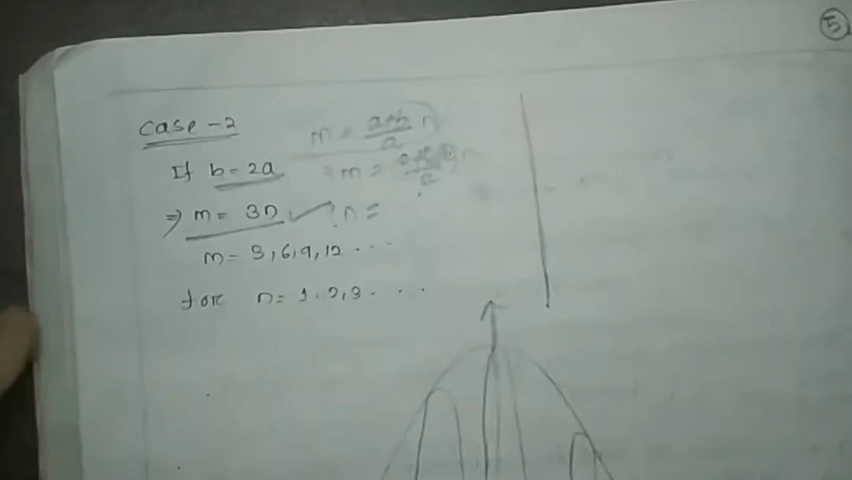 5
Case - 2
m = a+b/a n
If b = 2a
m =
⇒ m = 3n
n =
m = 3, 6, 9, 12 . . .
for n = 1, 2, 3 . . . .